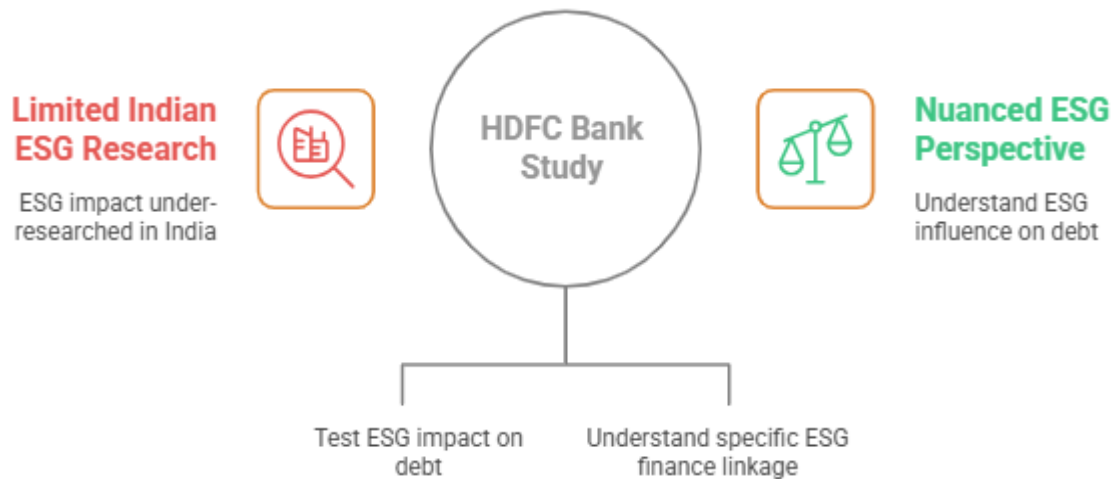 Limited Indian
ESG Research
ESG impact under-
researched in India
HDFC Bank
Study
Nuanced ESG
Perspective
Understand ESG
influence on debt
Test ESG impact on
debt
Understand specific ESG
finance linkage